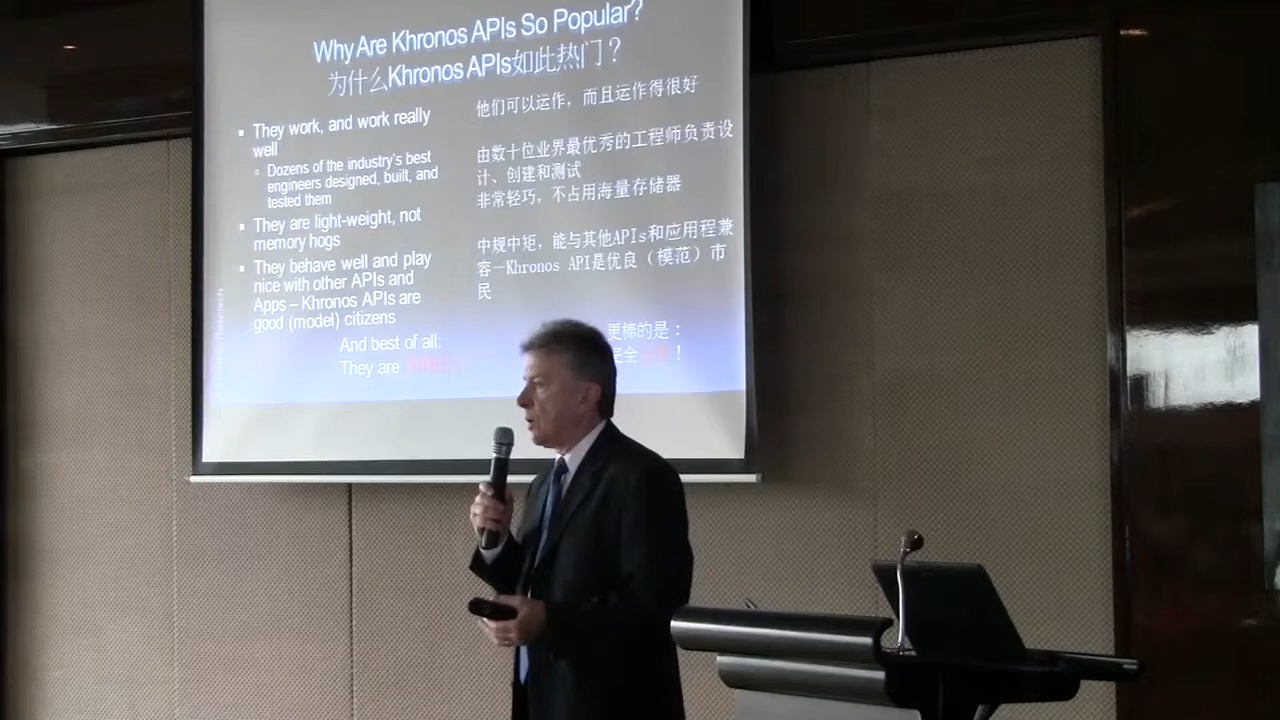 Why Are Khronos APIs So Popular?
为什么Khronos APIs如此热门？
They work, and work really
well
Dozens of the industry's best
engineers designed, built, and
tested them
They are light-weight, not
memory hogs
They behave well and play
nice with other APIs and
Apps – Khronos APIs are
good (model) citizens
And best of all:
They are
他们可以运作，而且运作得很好
由数十位业界最优秀的工程师负责设
计、创建和测试
非常轻巧，不占用海量存储器
中规中矩，能与其他APIs和应用程兼
容－Khronos API是优良（模范）市
民
更棒的是：
完全 ！